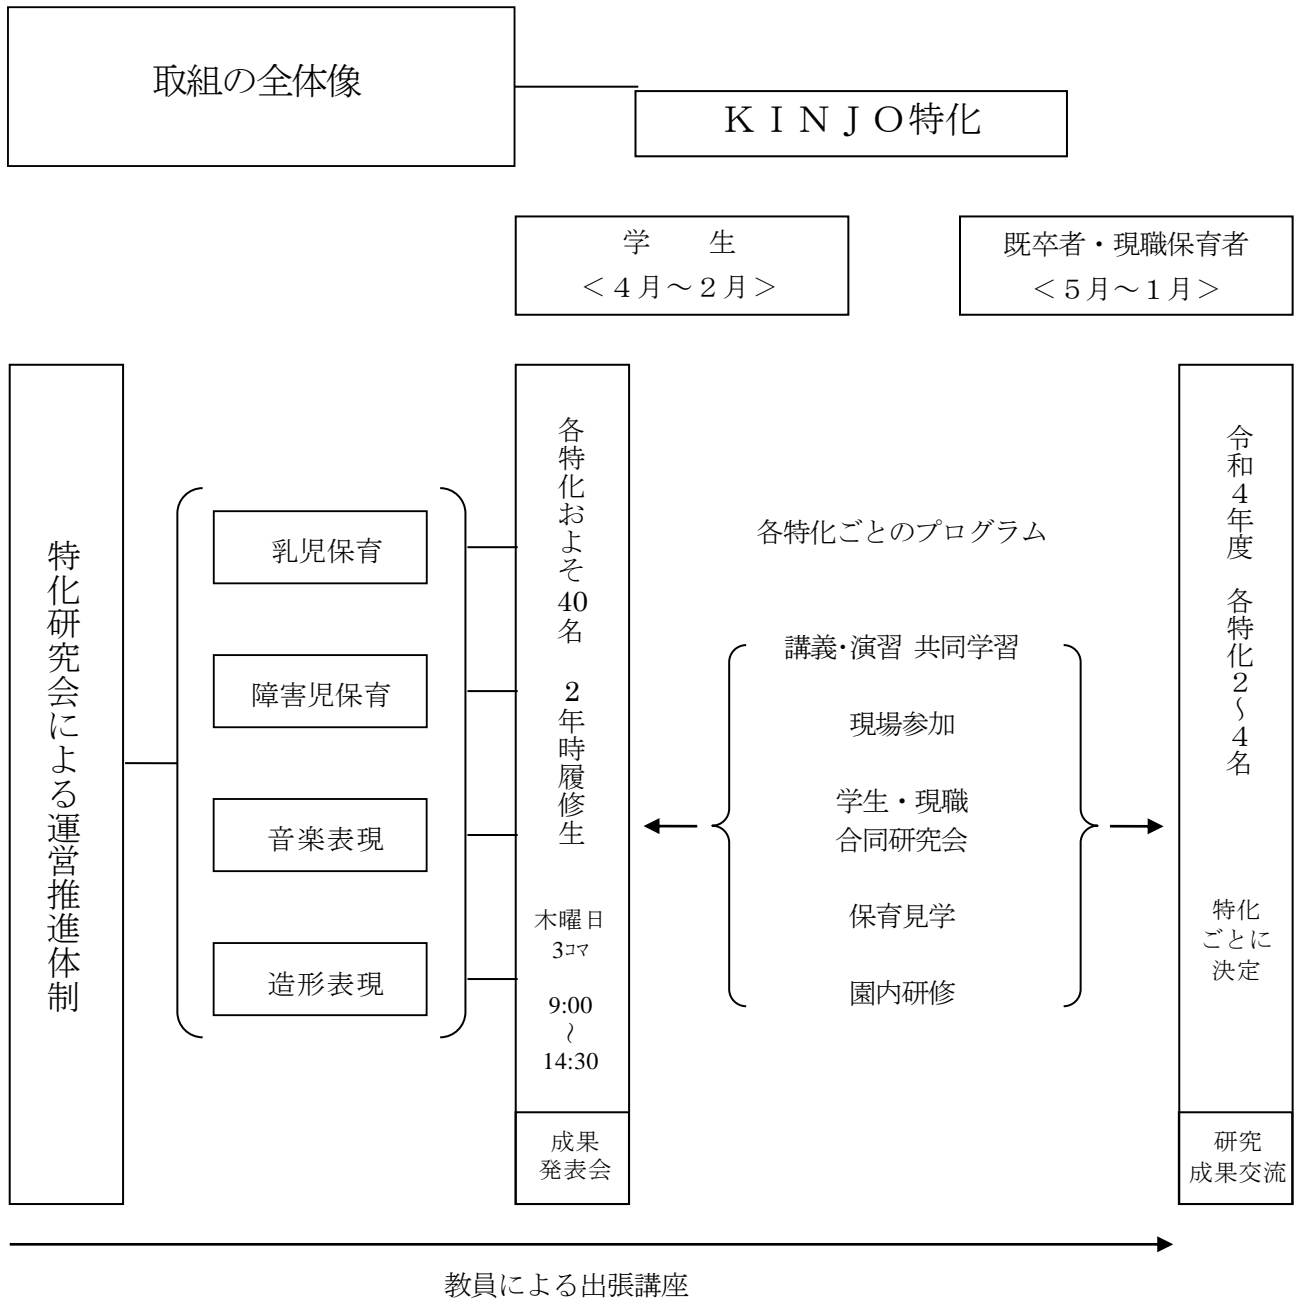 取組の全体像
ＫＩＮＪＯ特化
学　　生
＜４月～２月＞
既卒者・現職保育者
＜５月～１月＞
特化研究会による運営推進体制
乳児保育
障害児保育
音楽表現
造形表現
各特化およそ40名　2年時履修生
木曜日
3コマ
9:00
～
14:30
成果
発表会
各特化ごとのプログラム
講義・演習 共同学習
現場参加
学生・現職
合同研究会
保育見学
園内研修
令和４年度　各特化２～４名
特化
ごとに
決定
研究
成果交流
教員による出張講座